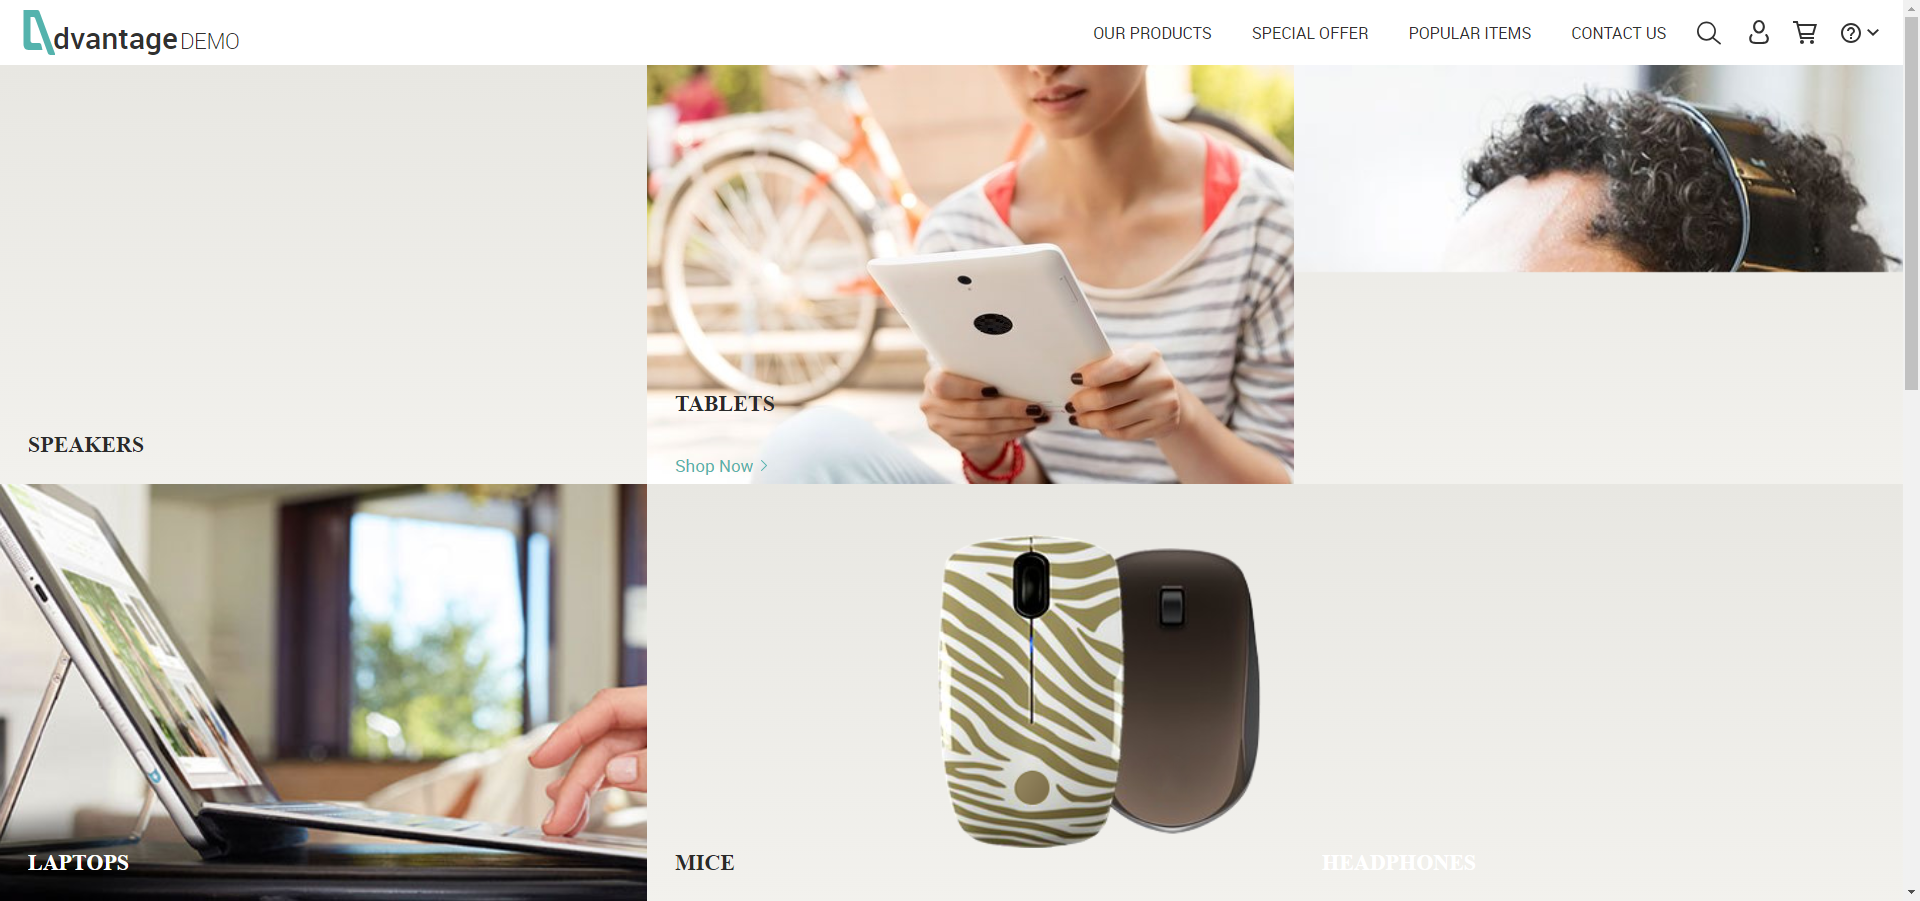 dvantage DEMO
OUR PRODUCTS
SPECIAL OFFER
POPULAR ITEMS
CONTACT US
SPEAKERS
TABLETS
Shop Now
LAPTOPS
MICE
HEADPHONES